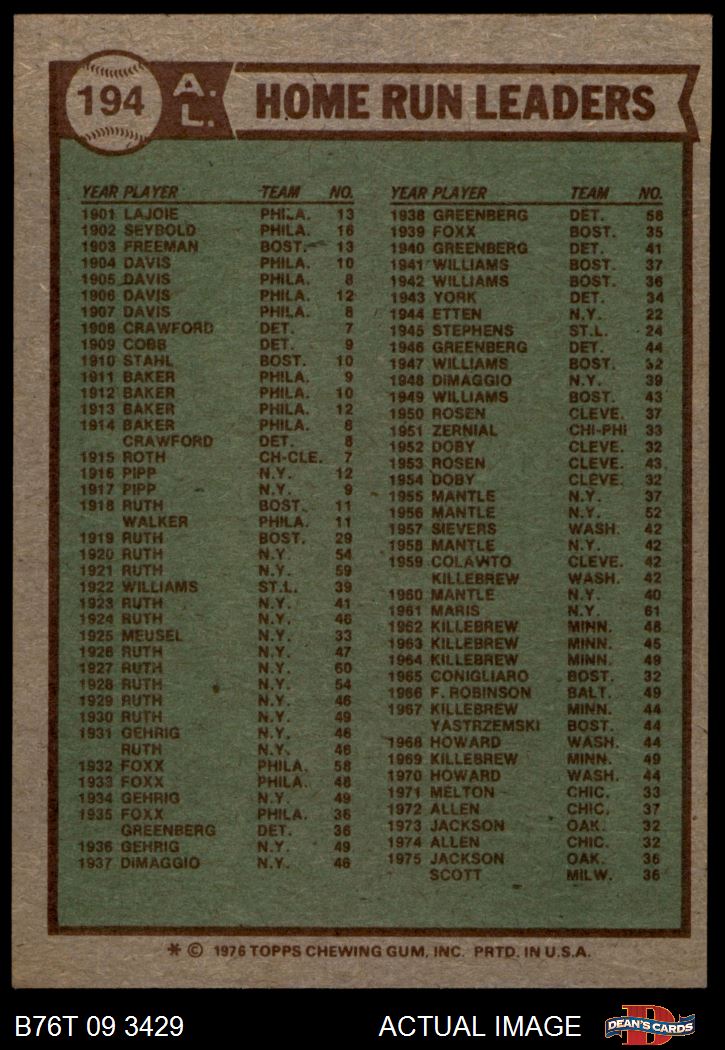 194 A.L. HOME RUN LEADERS
YEAR PLAYER TEAM NO.
1901 LAJOIE PHILA. 13
1902 SEYBOLD PHILA. 16
1903 FREEMAN BOST. 13
1904 DAVIS PHILA. 10
1905 DAVIS PHILA. 8
1906 DAVIS PHILA. 12
1907 DAVIS PHILA. 8
1908 CRAWFORD DET. 7
1909 COBB DET. 9
1910 STAHL BOST. 10
1911 BAKER PHILA. 9
1912 BAKER PHILA. 10
1913 BAKER PHILA. 12
1914 BAKER PHILA. 8
CRAWFORD DET. 8
1915 ROTH CH-CLE. 7
1916 PIPP N.Y. 12
1917 PIPP N.Y. 9
1918 RUTH BOST. 11
WALKER PHILA. 11
1919 RUTH BOST. 29
1920 RUTH N.Y. 54
1921 RUTH N.Y. 59
1922 WILLIAMS ST.L. 39
1923 RUTH N.Y. 41
1924 RUTH N.Y. 46
1925 MEUSEL N.Y. 33
1926 RUTH N.Y. 47
1927 RUTH N.Y. 60
1928 RUTH N.Y. 54
1929 RUTH N.Y. 46
1930 RUTH N.Y. 49
1931 GEHRIG N.Y. 46
RUTH N.Y. 46
1932 FOXX PHILA. 58
1933 FOXX PHILA. 48
1934 GEHRIG N.Y. 49
1935 FOXX PHILA. 36
GREENBERG DET. 36
1936 GEHRIG N.Y. 49
1937 DiMAGGIO N.Y. 46
YEAR PLAYER TEAM NO.
1938 GREENBERG DET. 58
1939 FOXX BOST. 35
1940 GREENBERG DET. 41
1941 WILLIAMS BOST. 37
1942 WILLIAMS BOST. 36
1943 YORK DET. 34
1944 ETTEN N.Y. 22
1945 STEPHENS ST.L. 24
1946 GREENBERG DET. 44
1947 WILLIAMS BOST. 32
1948 DiMAGGIO N.Y. 39
1949 WILLIAMS BOST. 43
1950 ROSEN CLEVE. 37
1951 ZERNIAL CHI-PHI 33
1952 DOBY CLEVE. 32
1953 ROSEN CLEVE. 43
1954 DOBY CLEVE. 32
1955 MANTLE N.Y. 37
1956 MANTLE N.Y. 52
1957 SIEVERS WASH. 42
1958 MANTLE N.Y. 42
1959 COLAWTO CLEVE. 42
KILLEBREW WASH. 42
1960 MANTLE N.Y. 40
1961 MARIS N.Y. 61
1962 KILLEBREW MINN. 48
1963 KILLEBREW MINN. 45
1964 KILLEBREW MINN. 49
1965 CONIGLIARO BOST. 32
1966 F. ROBINSON BALT. 49
1967 KILLEBREW MINN. 44
YASTRZEMSKI BOST. 44
1968 HOWARD WASH. 44
1969 KILLEBREW MINN. 49
1970 HOWARD WASH. 44
1971 MELTON CHIC. 33
1972 ALLEN CHIC. 37
1973 JACKSON OAK. 32
1974 ALLEN CHIC. 32
1975 JACKSON OAK. 36
SCOTT MILW. 36
* © 1976 TOPPS CHEWING GUM, INC. PRTD. IN U.S.A.
B76T 09 3429 ACTUAL IMAGE DEAN'S CARDS